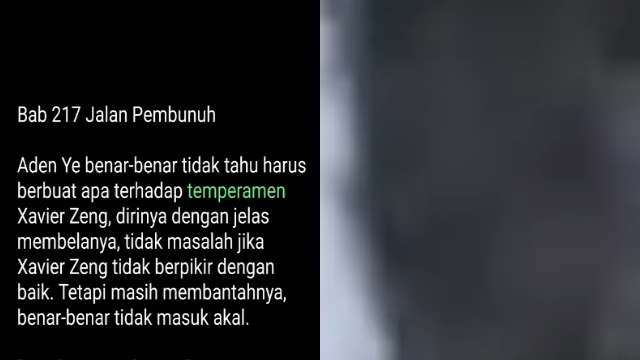 Bab 217 Jalan Pembunuh
Aden Ye benar-benar tidak tahu harus
berbuat apa terhadap temperamen
Xavier Zeng, dirinya dengan jelas
membelanya, tidak masalah jika
Xavier Zeng tidak berpikir dengan
baik. Tetapi masih membantahnya,
benar-benar tidak masuk akal.